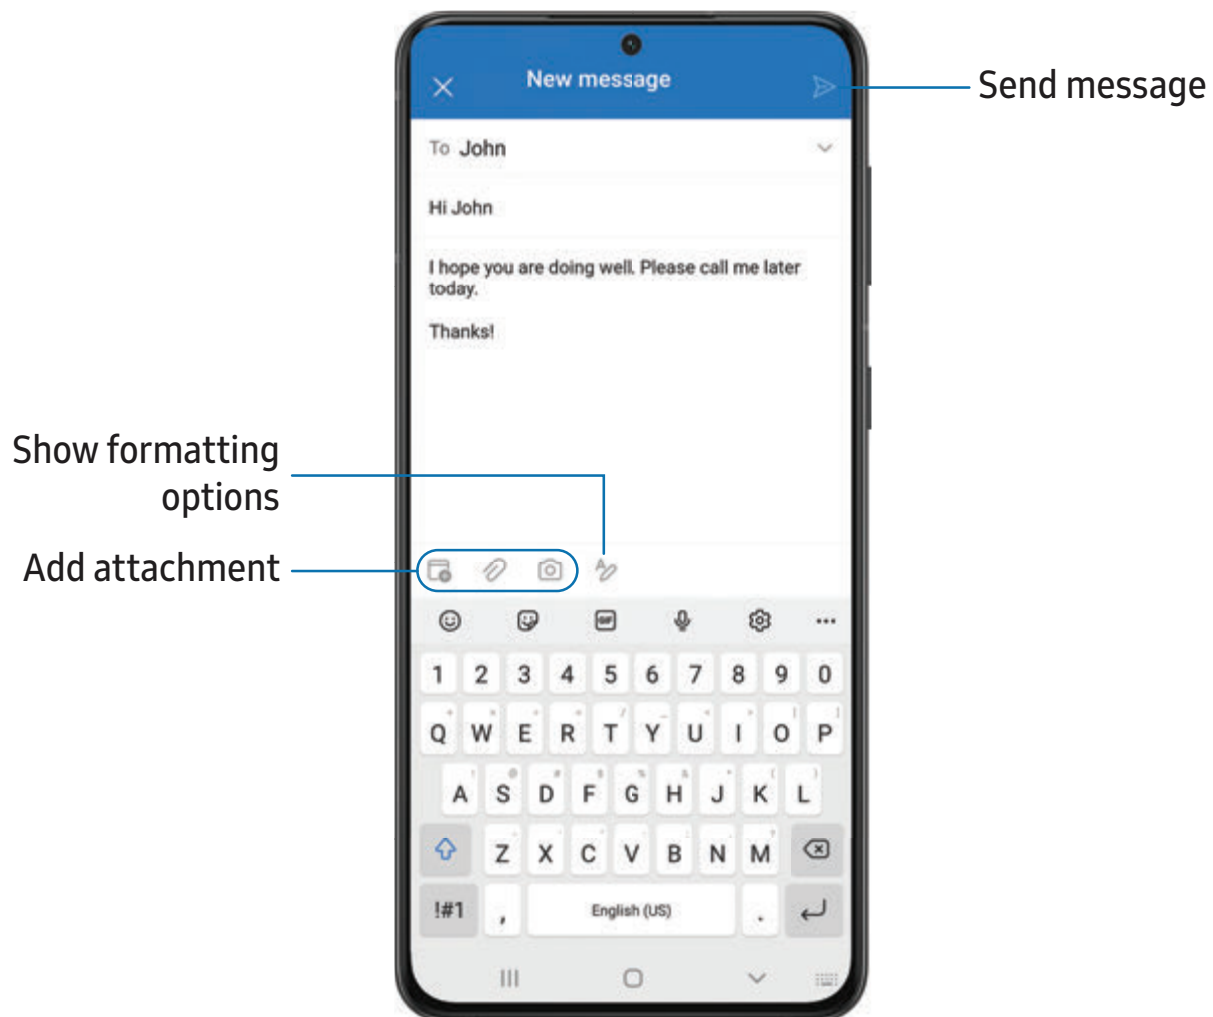 New message
Send message
To John
Hi John
I hope you are doing well. Please call me later
today.
Thanks!
Show formatting
options
Add attachment
GIF
1 2 3 4 5 6 7 8 9 0
Q W E R T Y U I O P
A S D F G H J K L
Z X C V B N M
!#1 , English (US) .